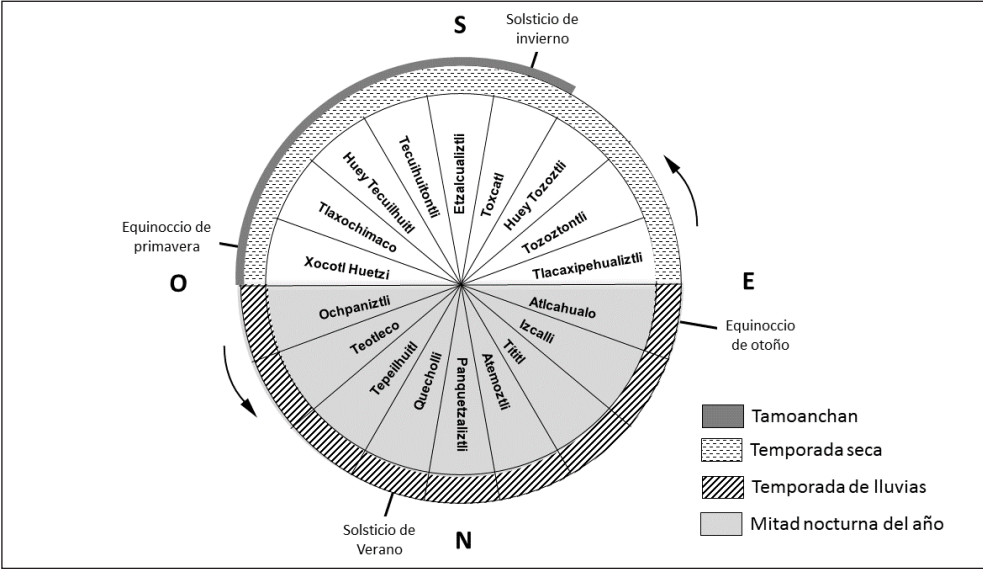 S
Solsticio de
invierno
Tecuihuitontli
Etzalcualiztli
Toxcatl
Huey Tecuilhuitl
Huey Tozoztli
Tlaxochimaco
Tozoztontli
Equinoccio de
primavera
Xocotl Huetzi
Tlacaxipehualiztli
O
E
Ochpaniztli
Atlcahualo
Teotleco
Izcalli
Equinoccio
de otoño
Tepeilhuitl
Tititl
Quecholli
Panquetzaliztli
Atemoztli
Tamoanchan
Temporada seca
Temporada de lluvias
Mitad nocturna del año
Solsticio de
Verano
N